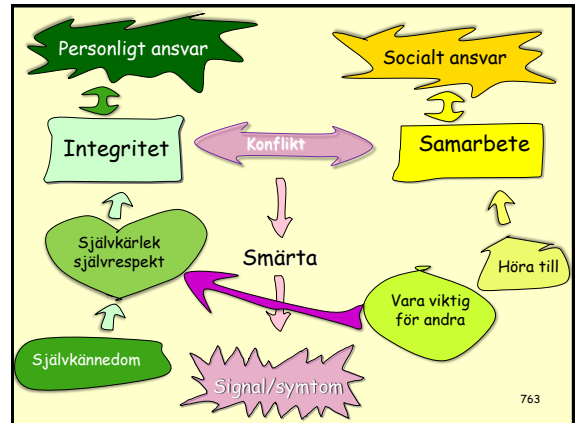 Personligt ansvar
Socialt ansvar
Integritet
Konflikt
Samarbete
Självkärlek
självrespekt
Smärta
Höra till
Vara viktig
för andra
Självkännedom
Signal/symtom
763